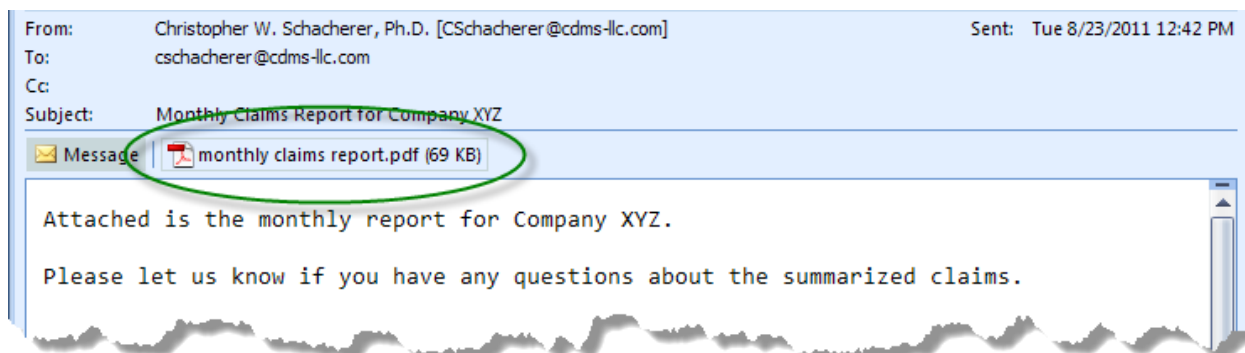 From: Christopher W. Schacherer, Ph.D. [CSchacherer@cdms-llc.com] Sent: Tue 8/23/2011 12:42 PM
To: cschacherer@cdms-llc.com
Cc:
Subject: Monthly Claims Report for Company XYZ
Message monthly claims report.pdf (69 KB)
Attached is the monthly report for Company XYZ.
Please let us know if you have any questions about the summarized claims.